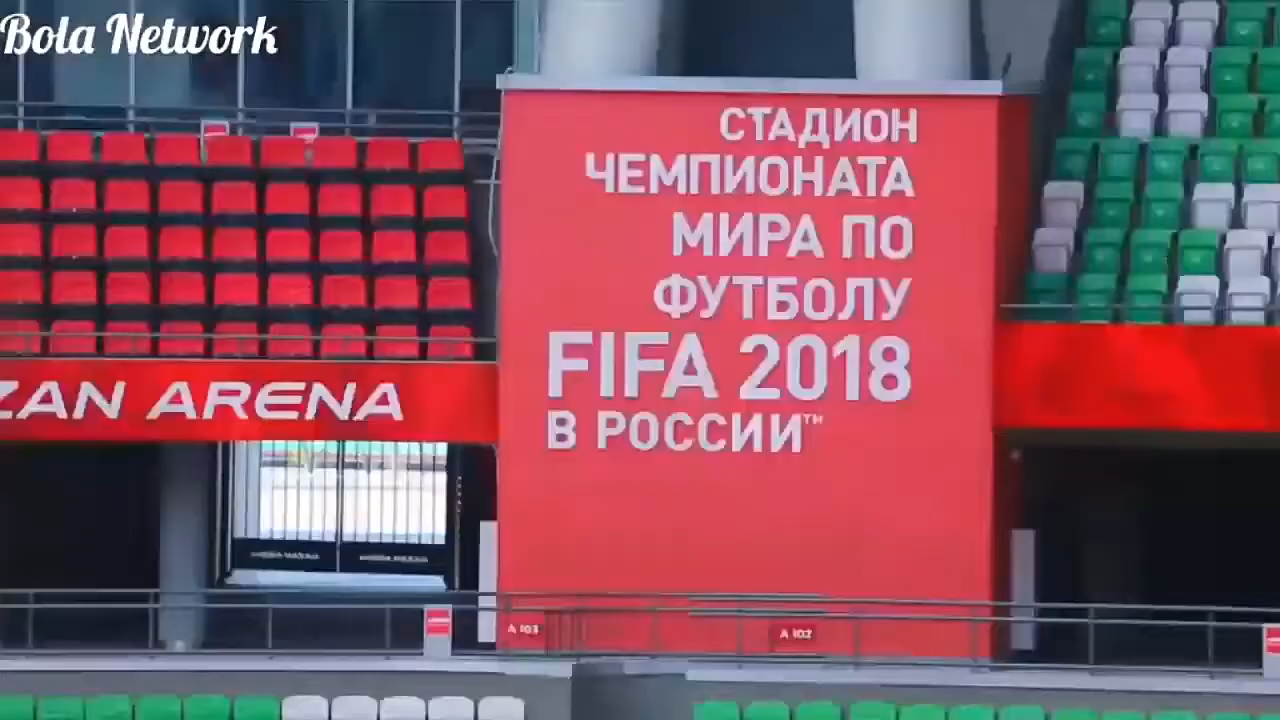 Bola Network
СТАДИОН
ЧЕМПИОНАТА
МИРА ПО
ФУТБОЛУ
FIFA 2018
В РОССИИ™
ZAN ARENA
A 103
A 102